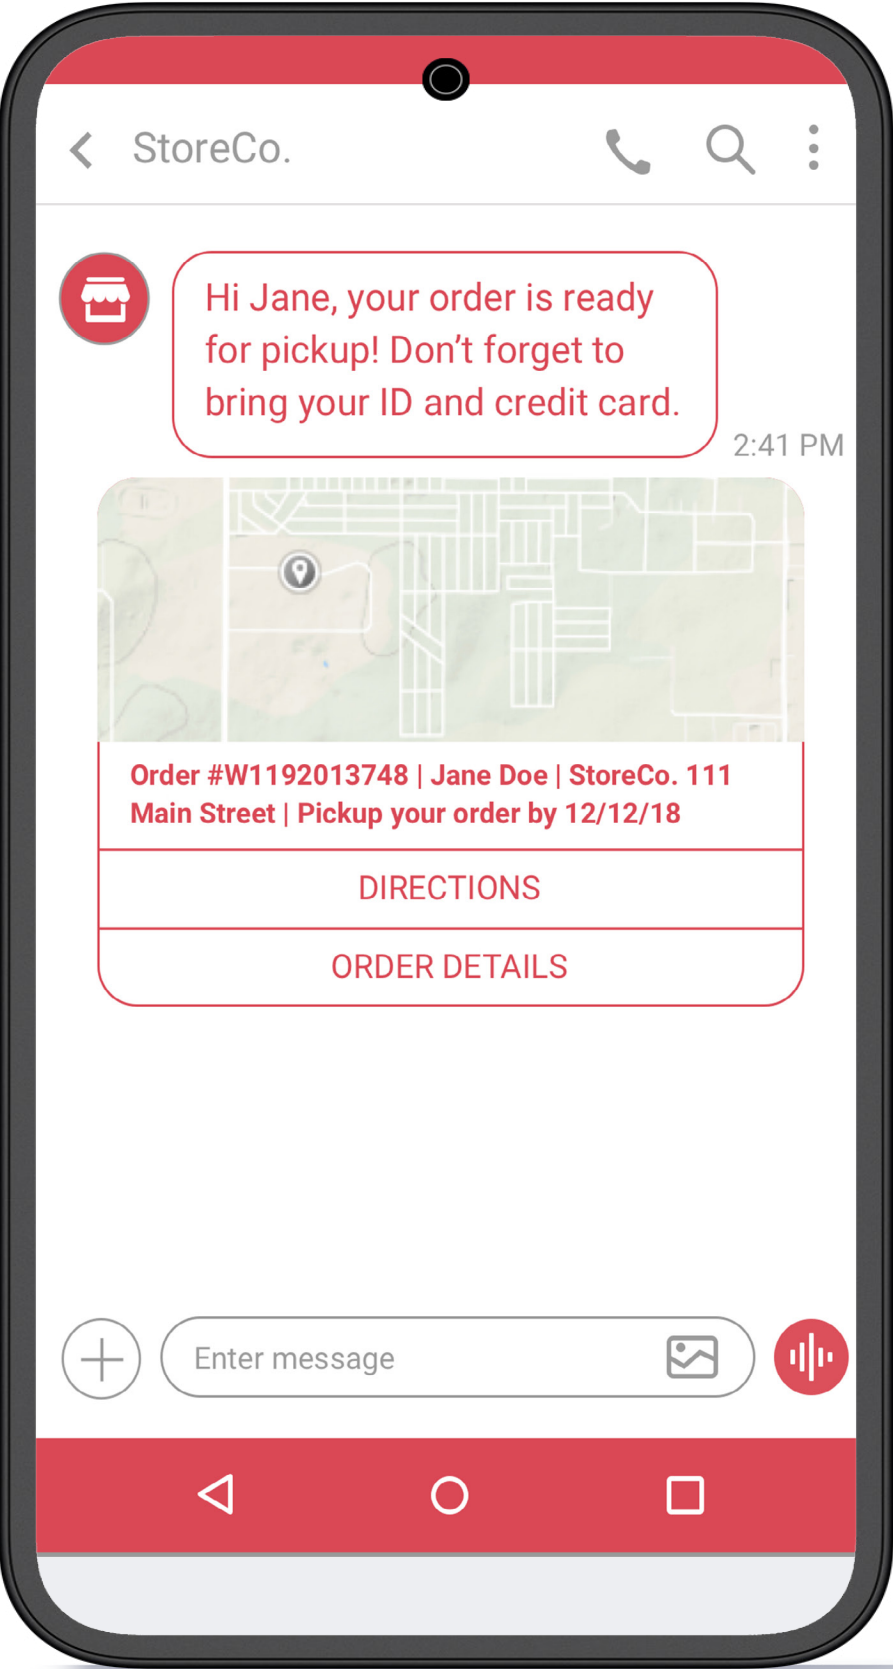 StoreCo.
Hi Jane, your order is ready
for pickup! Don’t forget to
bring your ID and credit card.
2:41 PM
Order #W1192013748 | Jane Doe | StoreCo. 111
Main Street | Pickup your order by 12/12/18
DIRECTIONS
ORDER DETAILS
Enter message